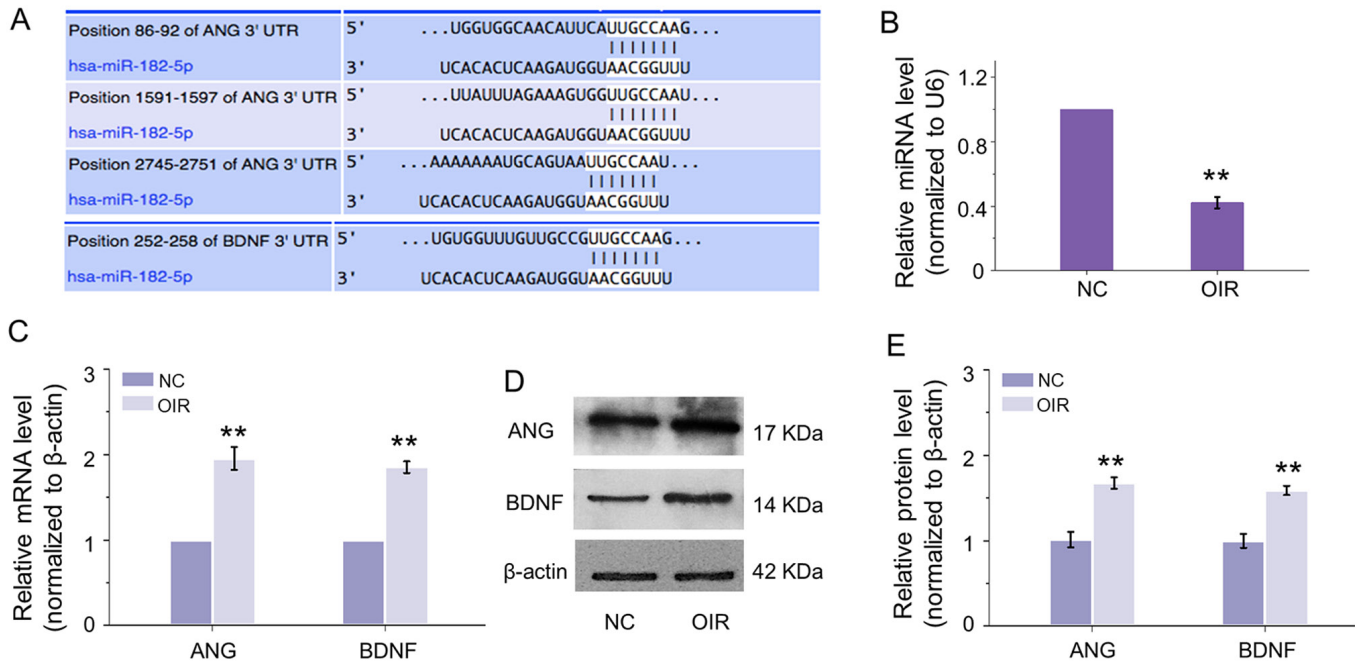 A
Position 86-92 of ANG 3' UTR 5' ...UGGUGGCAACAUUCAUUGCCAAG...
hsa-miR-182-5p 3' UCACACUCAAGAUGGUAACGGUUU
Position 1591-1597 of ANG 3' UTR 5' ...UUAUUUAGAAAGUGGUUGCCAAU...
hsa-miR-182-5p 3' UCACACUCAAGAUGGUAACGGUUU
Position 2745-2751 of ANG 3' UTR 5' ...AAAAAAAUGCAGUAAUUGCCAAU...
hsa-miR-182-5p 3' UCACACUCAAGAUGGUAACGGUUU
Position 252-258 of BDNF 3' UTR 5' ...UGUGGUUUGUUGCCGUUGCCAAG...
hsa-miR-182-5p 3' UCACACUCAAGAUGGUAACGGUUU
B
Relative miRNA level
(normalized to U6)
1.2
0.8
0.4
0
**
NC OIR
C
Relative mRNA level
(normalized to β-actin)
3
2
1
0
NC
OIR
** **
ANG BDNF
D
ANG 17 KDa
BDNF 14 KDa
β-actin 42 KDa
NC OIR
E
Relative protein level
(normalized to β-actin)
3
2
1
0
NC
OIR
** **
ANG BDNF